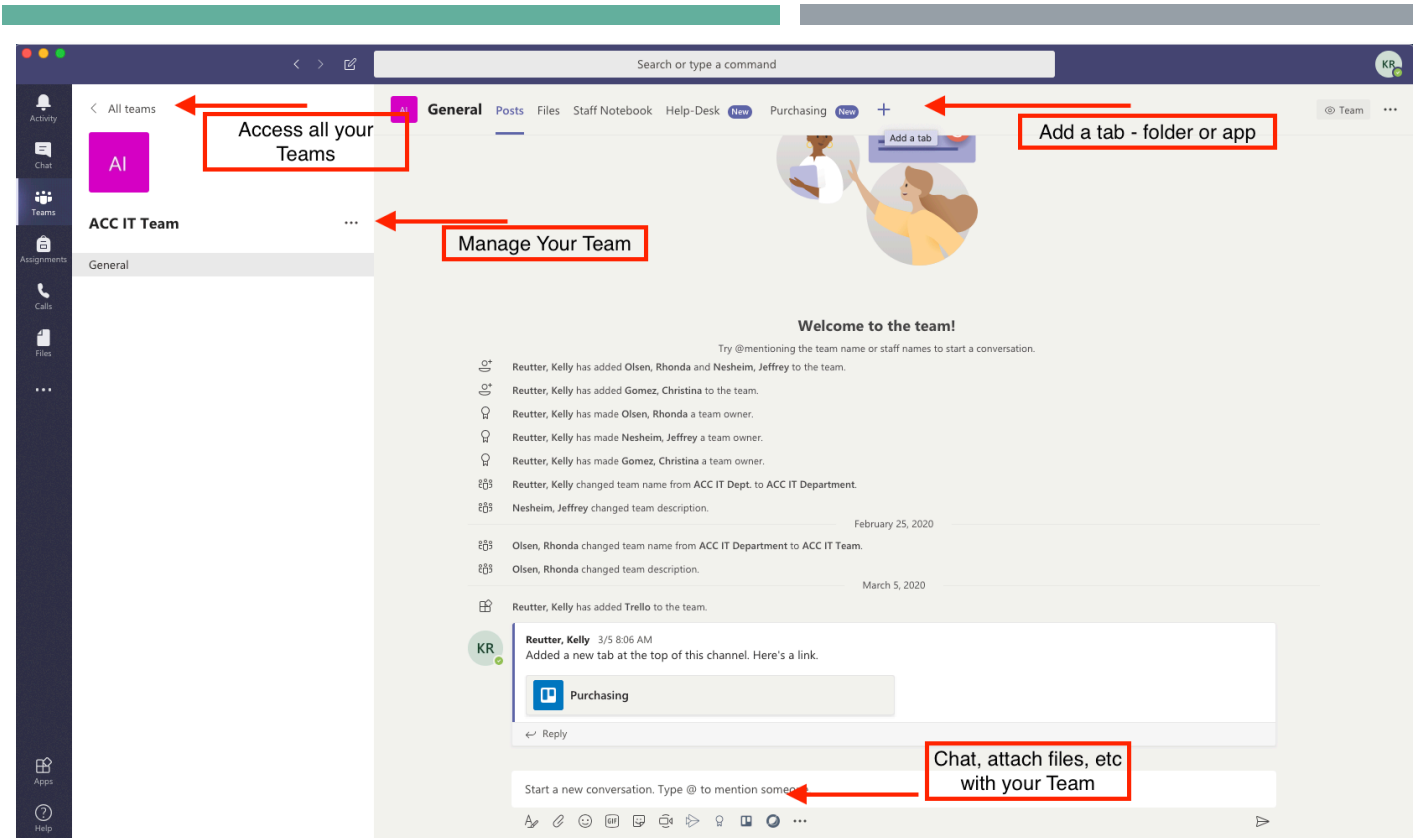 Search or type a command
KR
Activity
Chat
Teams
Assignments
Calls
Files
Apps
Help
All teams
Access all your
Teams
AI
ACC IT Team
Manage Your Team
General
AI
General Posts Files Staff Notebook Help-Desk New Purchasing New
Add a tab
Add a tab - folder or app
Team
Welcome to the team!
Try @mentioning the team name or staff names to start a conversation.
Reutter, Kelly has added Olsen, Rhonda and Nesheim, Jeffrey to the team.
Reutter, Kelly has added Gomez, Christina to the team.
Reutter, Kelly has made Olsen, Rhonda a team owner.
Reutter, Kelly has made Nesheim, Jeffrey a team owner.
Reutter, Kelly has made Gomez, Christina a team owner.
Reutter, Kelly changed team name from ACC IT Dept. to ACC IT Department.
Nesheim, Jeffrey changed team description.
February 25, 2020
Olsen, Rhonda changed team name from ACC IT Department to ACC IT Team.
Olsen, Rhonda changed team description.
March 5, 2020
Reutter, Kelly has added Trello to the team.
KR
Reutter, Kelly 3/5 8:06 AM
Added a new tab at the top of this channel. Here's a link.
Purchasing
Reply
Chat, attach files, etc
with your Team
Start a new conversation. Type @ to mention someone
GIF